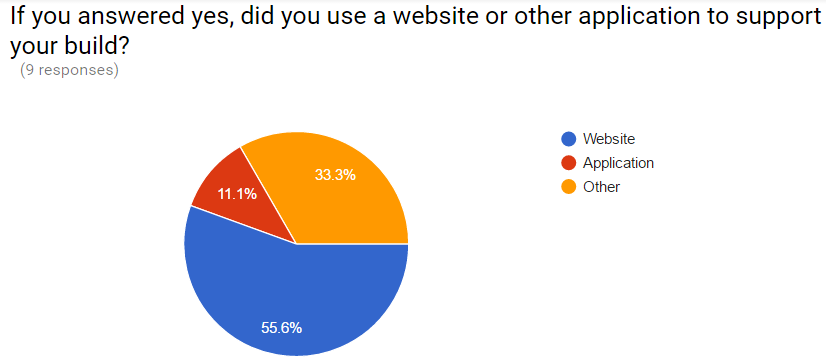 If you answered yes, did you use a website or other application to support
your build?
(9 responses)
Website
Application
Other
33.3%
11.1%
55.6%